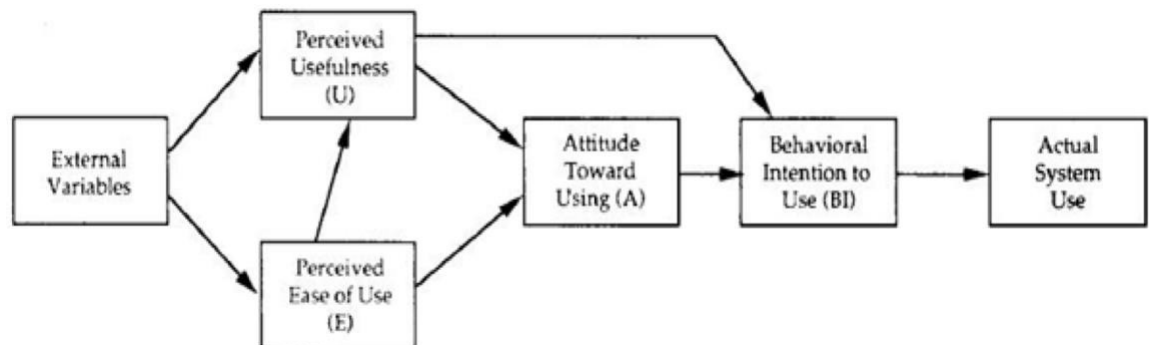 External
Variables
Perceived
Usefulness
(U)
Perceived
Ease of Use
(E)
Attitude
Toward
Using (A)
Behavioral
Intention to
Use (BI)
Actual
System
Use